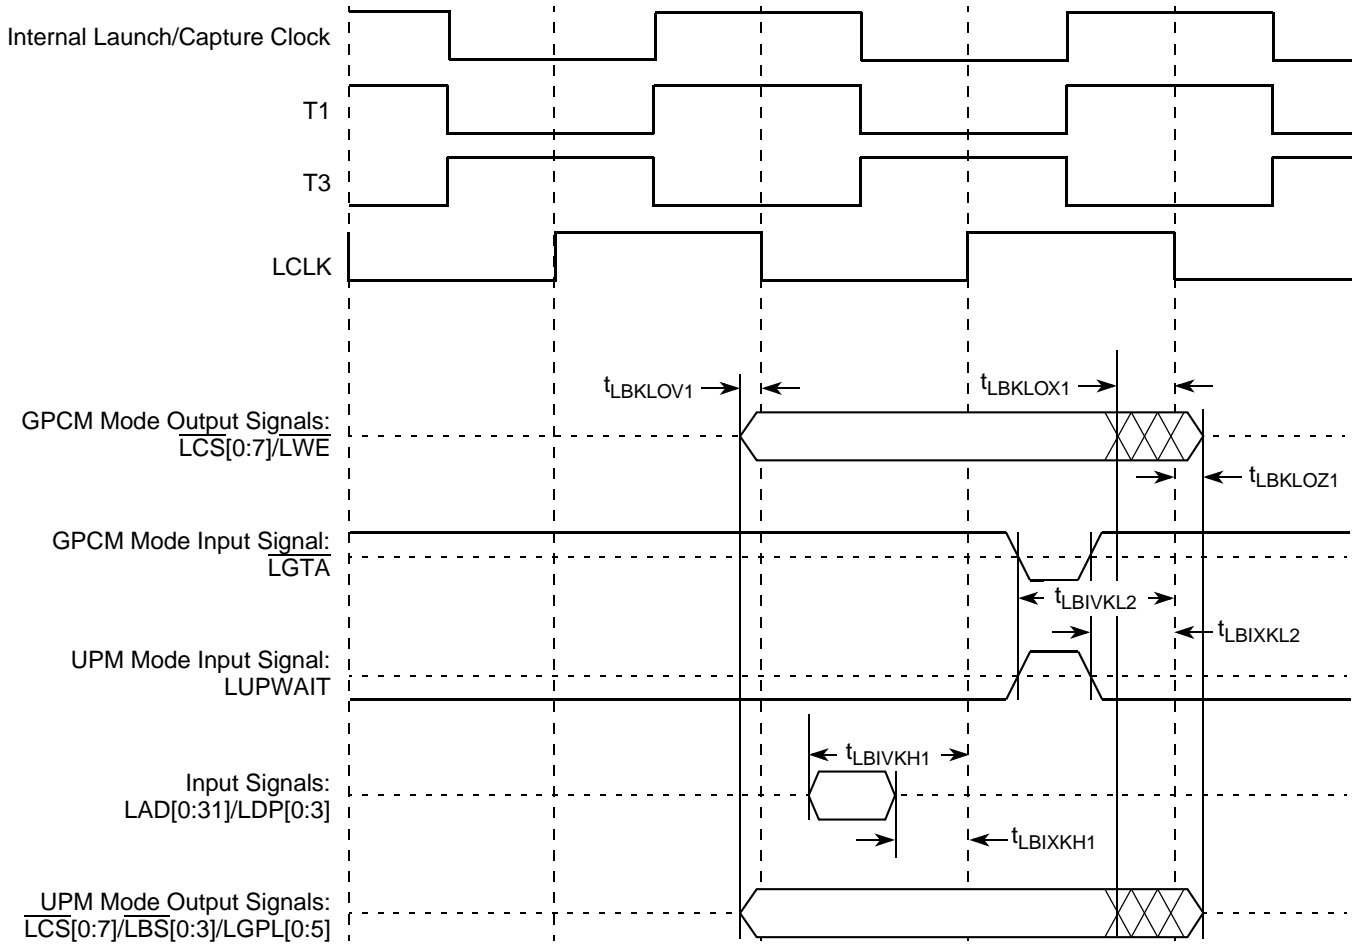 Internal Launch/Capture Clock
T1
T3
LCLK
tLBKLOV1
tLBKLOX1
GPCM Mode Output Signals:
LCS[0:7]/LWE
tLBKLOZ1
GPCM Mode Input Signal:
LGTA
tLBIVKL2
tLBIXKL2
UPM Mode Input Signal:
LUPWAIT
tLBIVKH1
Input Signals:
LAD[0:31]/LDP[0:3]
tLBIXKH1
UPM Mode Output Signals:
LCS[0:7]/LBS[0:3]/LGPL[0:5]